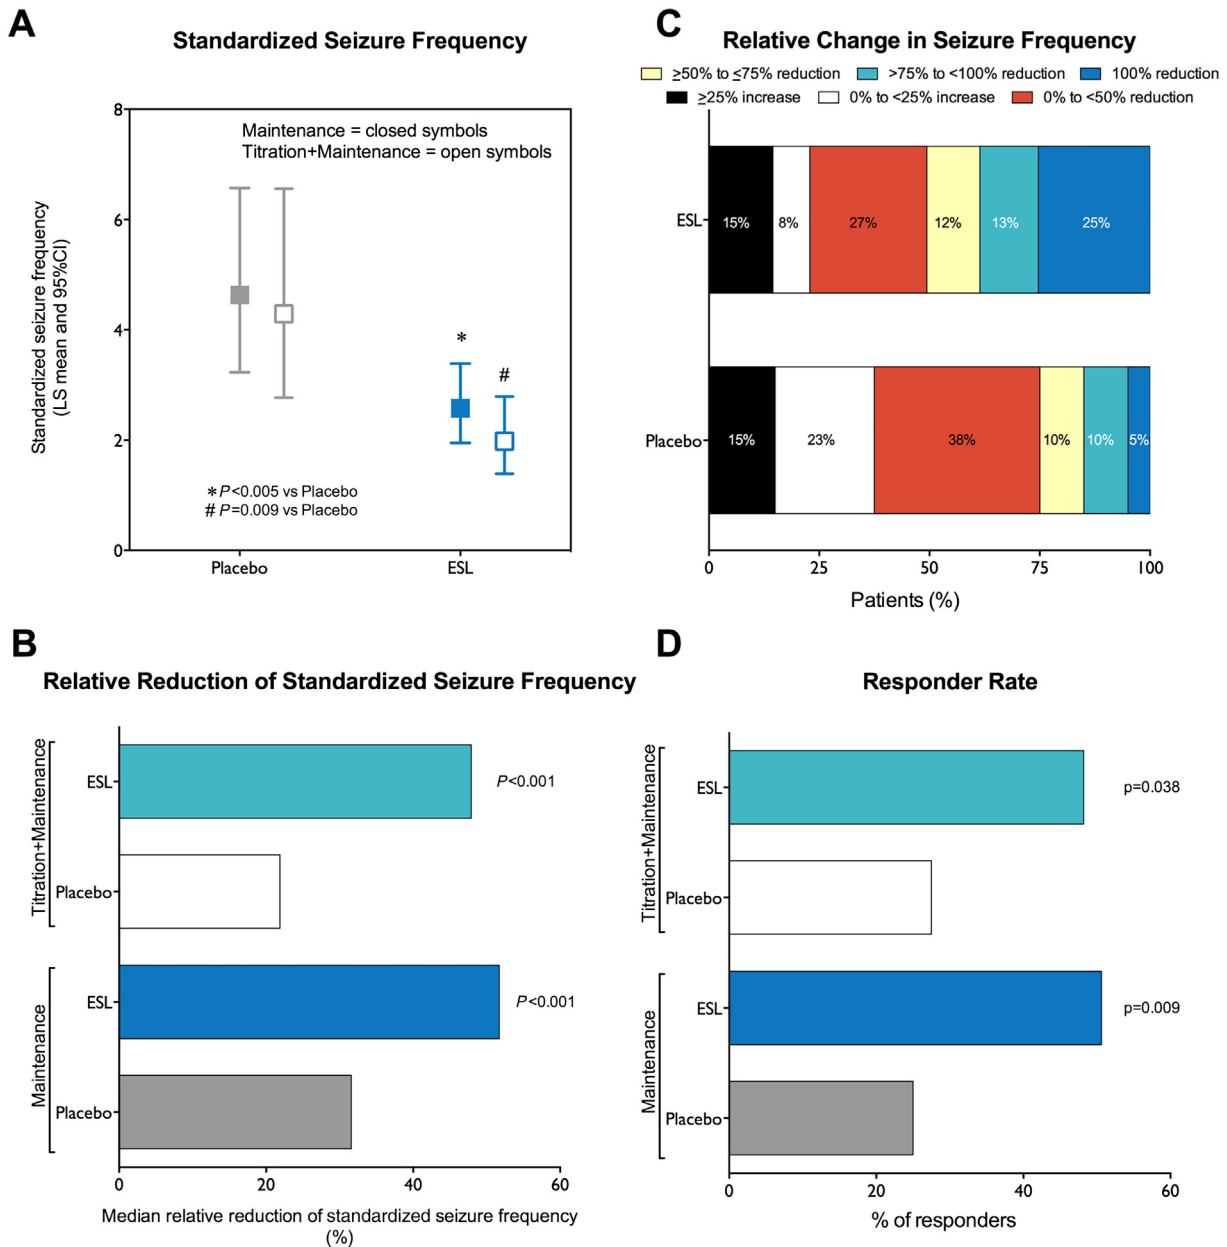 A
Standardized Seizure Frequency
Maintenance = closed symbols
Titration+Maintenance = open symbols
Standardized seizure frequency
(LS mean and 95%CI)
8
6
4
2
0
*
#
* P<0.005 vs Placebo
# P=0.009 vs Placebo
Placebo
ESL
C
Relative Change in Seizure Frequency
≥50% to ≤75% reduction
>75% to <100% reduction
100% reduction
≥25% increase
0% to <25% increase
0% to <50% reduction
ESL
15%
8%
27%
12%
13%
25%
Placebo
15%
23%
38%
10%
10%
5%
0
25
50
75
100
Patients (%)
B
Relative Reduction of Standardized Seizure Frequency
Titration+Maintenance
ESL
P<0.001
Placebo
Maintenance
ESL
P<0.001
Placebo
0
20
40
60
Median relative reduction of standardized seizure frequency
(%)
D
Responder Rate
Titration+Maintenance
ESL
p=0.038
Placebo
Maintenance
ESL
p=0.009
Placebo
0
20
40
60
% of responders